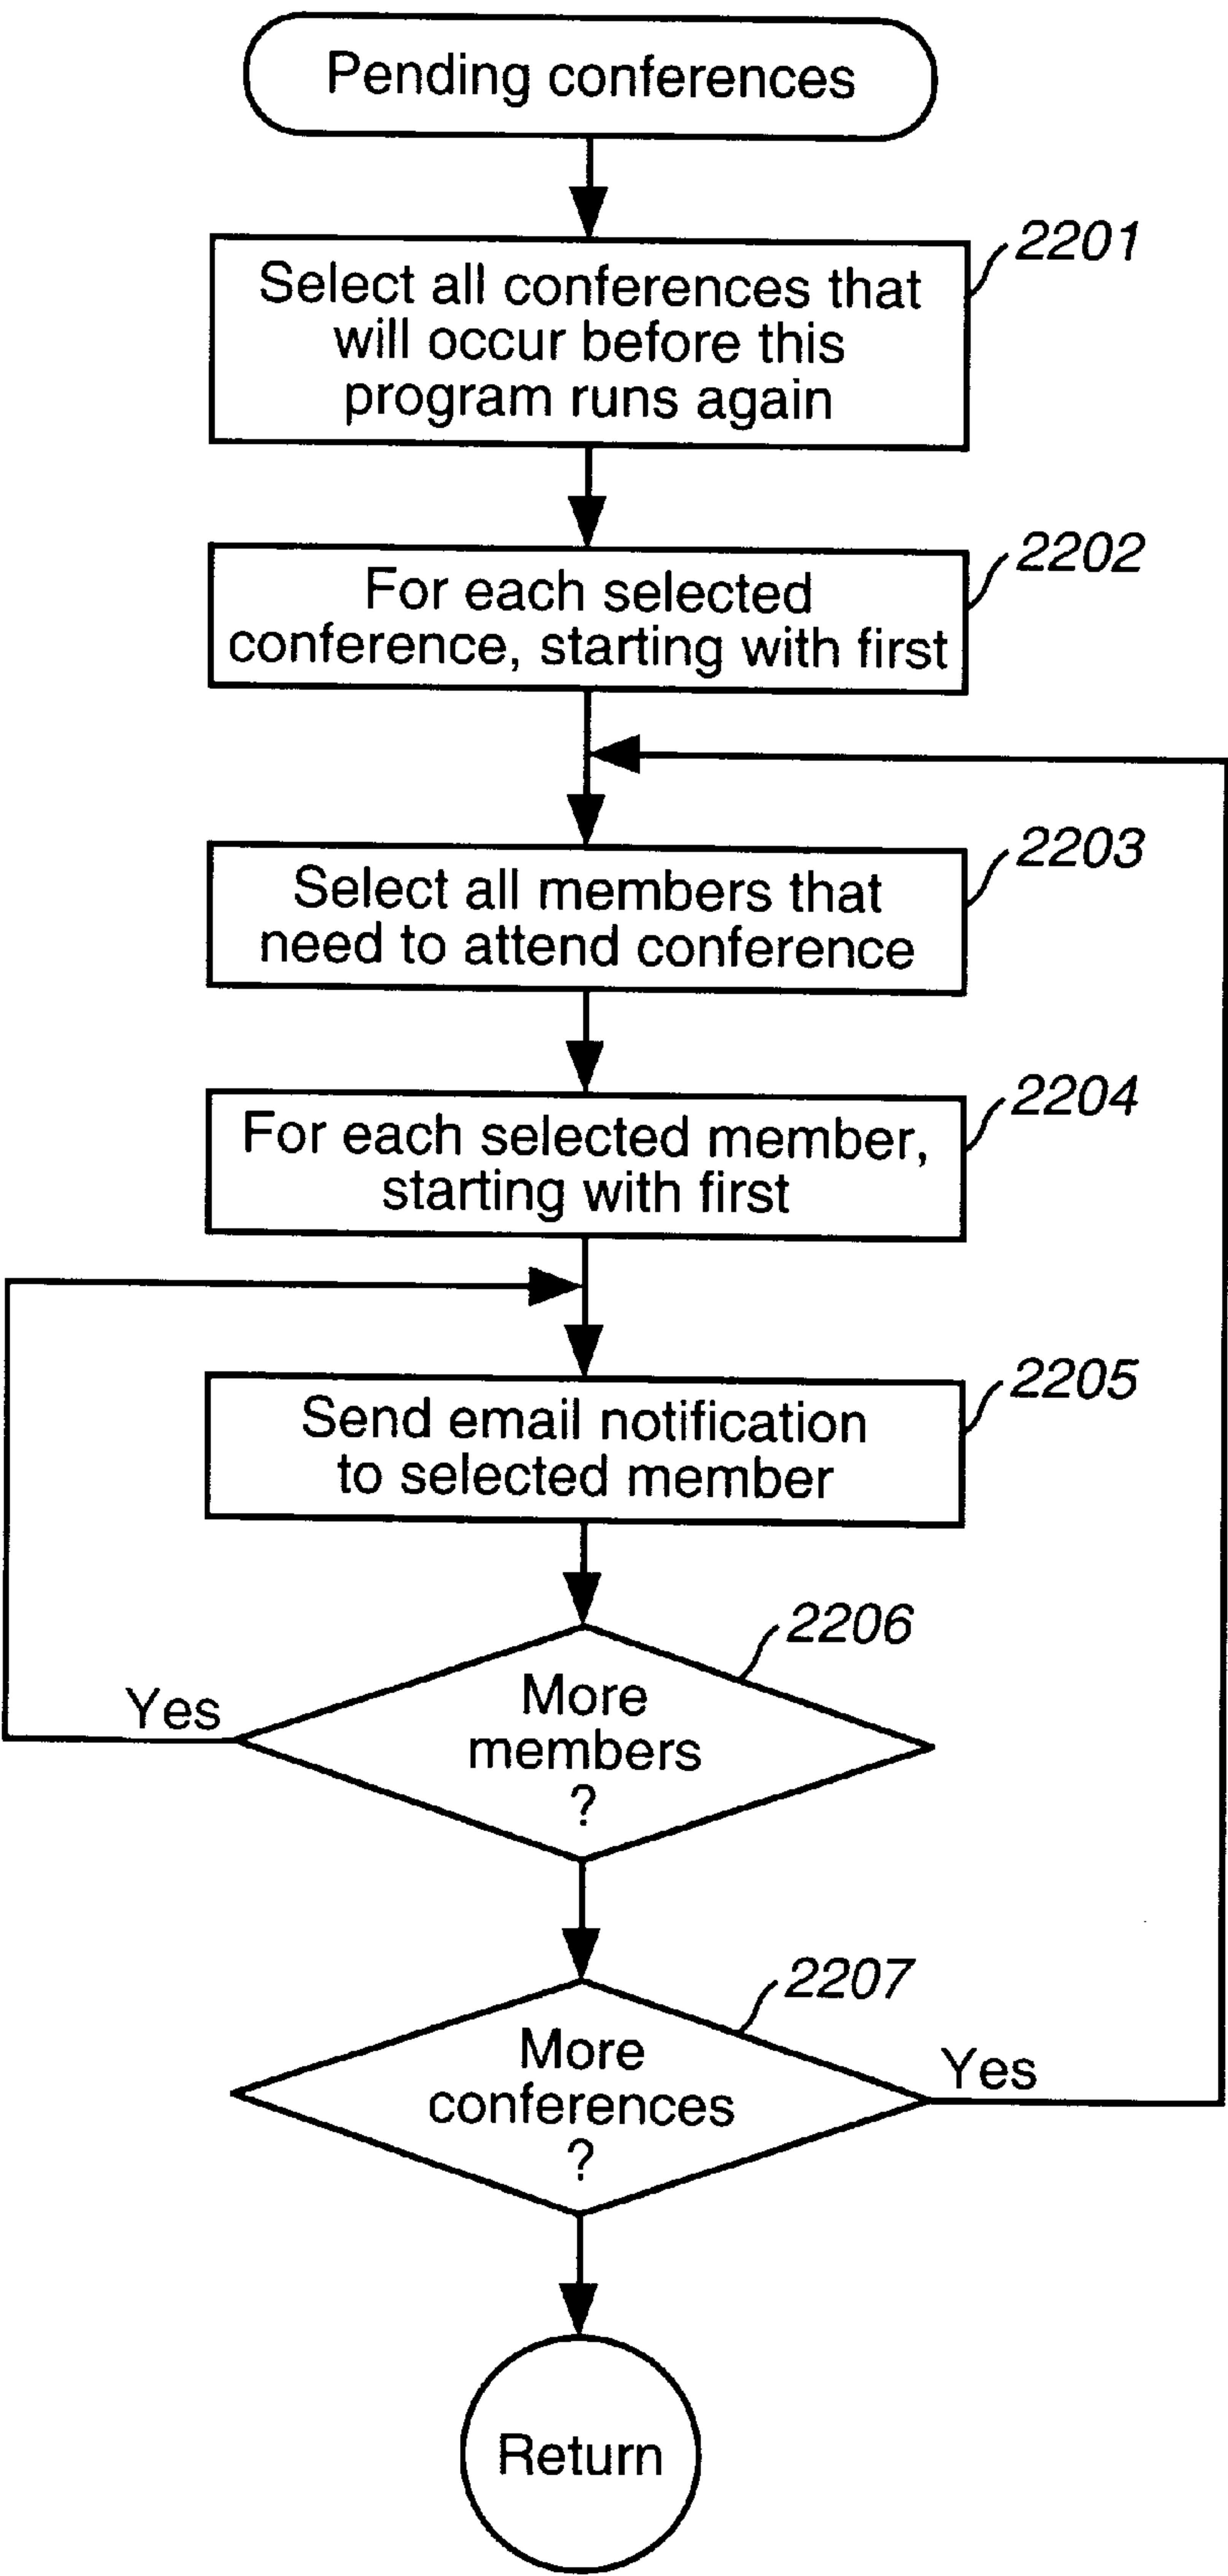 Pending conferences
2201
Select all conferences that
will occur before this
program runs again
2202
For each selected
conference, starting with first
2203
Select all members that
need to attend conference
2204
For each selected member,
starting with first
2205
Send email notification
to selected member
2206
More
members
?
Yes
2207
More
conferences
?
Yes
Return